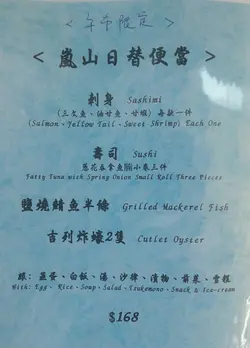 <午市限定>
<嵐山日替便當>
刺身 Sashimi
(三文魚、油甘魚、甘蝦) 每款一件
(Salmon、Yellow Tail、Sweet Shrimp) Each One
壽司 Sushi
蔥花吞拿魚腩小卷三件
Fatty Tuna with Spring Onion Small Roll Three Pieces
鹽燒鯖魚半條 Grilled Mackerel Fish
吉列炸蠔2隻 Cutlet Oyster
跟: 蒸蛋、白飯、湯、沙律、漬物、前菜、雪糕
With: Egg、Rice、Soup、Salad、Tsukemono、Snack & Ice-cream
$168